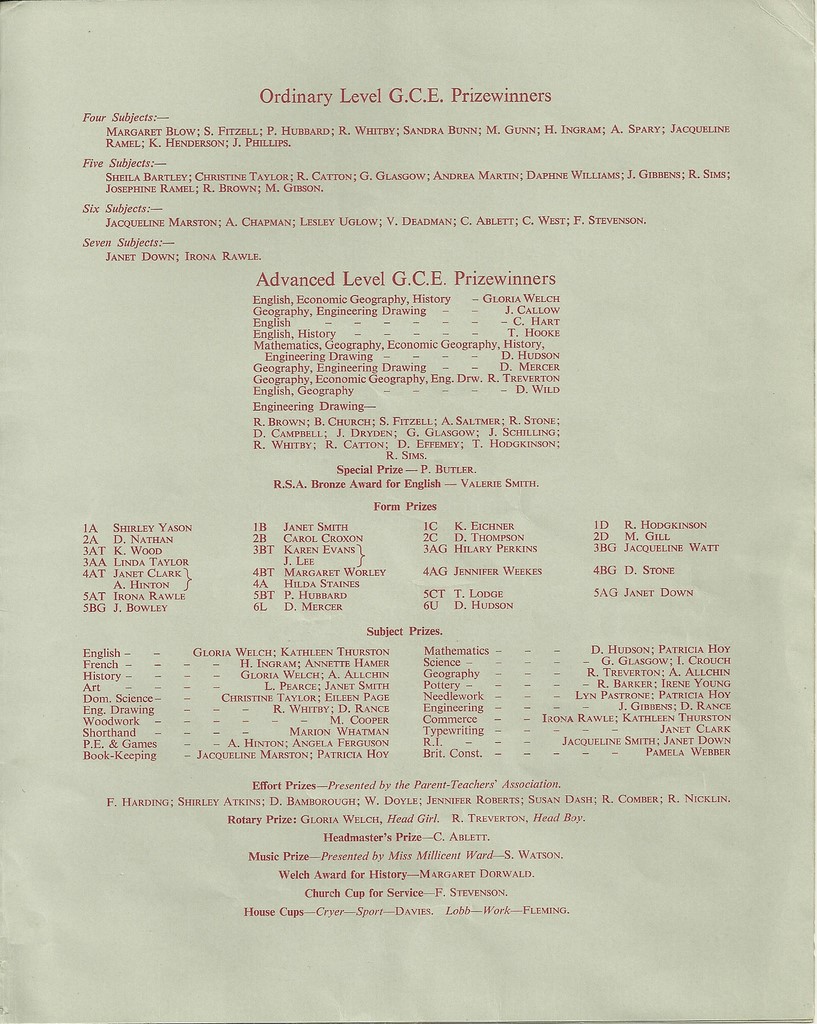 Ordinary Level G.C.E. Prizewinners
Four Subjects:—
MARGARET BLOW; S. FITZELL; P. HUBBARD; R. WHITBY; SANDRA BUNN; M. GUNN; H. INGRAM; A. SPARY; JACQUELINE
RAMEL; K. HENDERSON; J. PHILLIPS.
Five Subjects:—
SHEILA BARTLEY; CHRISTINE TAYLOR; R. CATTON; G. GLASGOW; ANDREA MARTIN; DAPHNE WILLIAMS; J. GIBBENS; R. SIMS;
JOSEPHINE RAMEL; R. BROWN; M. GIBSON.
Six Subjects:—
JACQUELINE MARSTON; A. CHAPMAN; LESLEY UGLOW; V. DEADMAN; C. ABLETT; C. WEST; F. STEVENSON.
Seven Subjects:—
JANET DOWN; IRONA RAWLE.
Advanced Level G.C.E. Prizewinners
English, Economic Geography, History – GLORIA WELCH
Geography, Engineering Drawing – – J. CALLOW
English – – – – – – – C. HART
English, History – – – – – T. HOOKE
Mathematics, Geography, Economic Geography, History,
Engineering Drawing – – – – D. HUDSON
Geography, Engineering Drawing – – D. MERCER
Geography, Economic Geography, Eng. Drw. R. TREVERTON
English, Geography – – – – – D. WILD
Engineering Drawing—
R. BROWN; B. CHURCH; S. FITZELL; A. SALTMER; R. STONE;
D. CAMPBELL; J. DRYDEN; G. GLASGOW; J. SCHILLING;
R. WHITBY; R. CATTON; D. EFFEMEY; T. HODGKINSON;
R. SIMS.
Special Prize — P. BUTLER.
R.S.A. Bronze Award for English — VALERIE SMITH.
Form Prizes
1A SHIRLEY YASON 1B JANET SMITH 1C K. EICHNER 1D R. HODGKINSON
2A D. NATHAN 2B CAROL CROXON 2C D. THOMPSON 2D M. GILL
3AT K. WOOD 3BT KAREN EVANS } 3AG HILARY PERKINS 3BG JACQUELINE WATT
3AA LINDA TAYLOR J. LEE
4AT JANET CLARK } 4BT MARGARET WORLEY 4AG JENNIFER WEEKES 4BG D. STONE
A. HINTON 4A HILDA STAINES
5AT IRONA RAWLE 5BT P. HUBBARD 5CT T. LODGE 5AG JANET DOWN
5BG J. BOWLEY 6L D. MERCER 6U D. HUDSON
Subject Prizes.
English – – GLORIA WELCH; KATHLEEN THURSTON
French – – – – H. INGRAM; ANNETTE HAMER
History – – – – GLORIA WELCH; A. ALLCHIN
Art – – – – L. PEARCE; JANET SMITH
Dom. Science – – – CHRISTINE TAYLOR; EILEEN PAGE
Eng. Drawing – – – R. WHITBY; D. RANCE
Woodwork – – – – – – M. COOPER
Shorthand – – – – MARION WHATMAN
P.E. & Games – – A. HINTON; ANGELA FERGUSON
Book-Keeping – JACQUELINE MARSTON; PATRICIA HOY
Mathematics – – – – D. HUDSON; PATRICIA HOY
Science – – – – – G. GLASGOW; I. CROUCH
Geography – – – R. TREVERTON; A. ALLCHIN
Pottery – – – – – R. BARKER; IRENE YOUNG
Needlework – – – LYN PASTRONE; PATRICIA HOY
Engineering – – – – J. GIBBENS; D. RANCE
Commerce – – – IRONA RAWLE; KATHLEEN THURSTON
Typewriting – – – – – JANET CLARK
R.I. – – – JACQUELINE SMITH; JANET DOWN
Brit. Const. – – – – – PAMELA WEBBER
Effort Prizes—Presented by the Parent-Teachers' Association.
F. HARDING; SHIRLEY ATKINS; D. BAMBOROUGH; W. DOYLE; JENNIFER ROBERTS; SUSAN DASH; R. COMBER; R. NICKLIN.
Rotary Prize: GLORIA WELCH, Head Girl. R. TREVERTON, Head Boy.
Headmaster's Prize—C. ABLETT.
Music Prize—Presented by Miss Millicent Ward—S. WATSON.
Welch Award for History—MARGARET DORWALD.
Church Cup for Service—F. STEVENSON.
House Cups—Cryer—Sport—DAVIES. Lobb—Work—FLEMING.